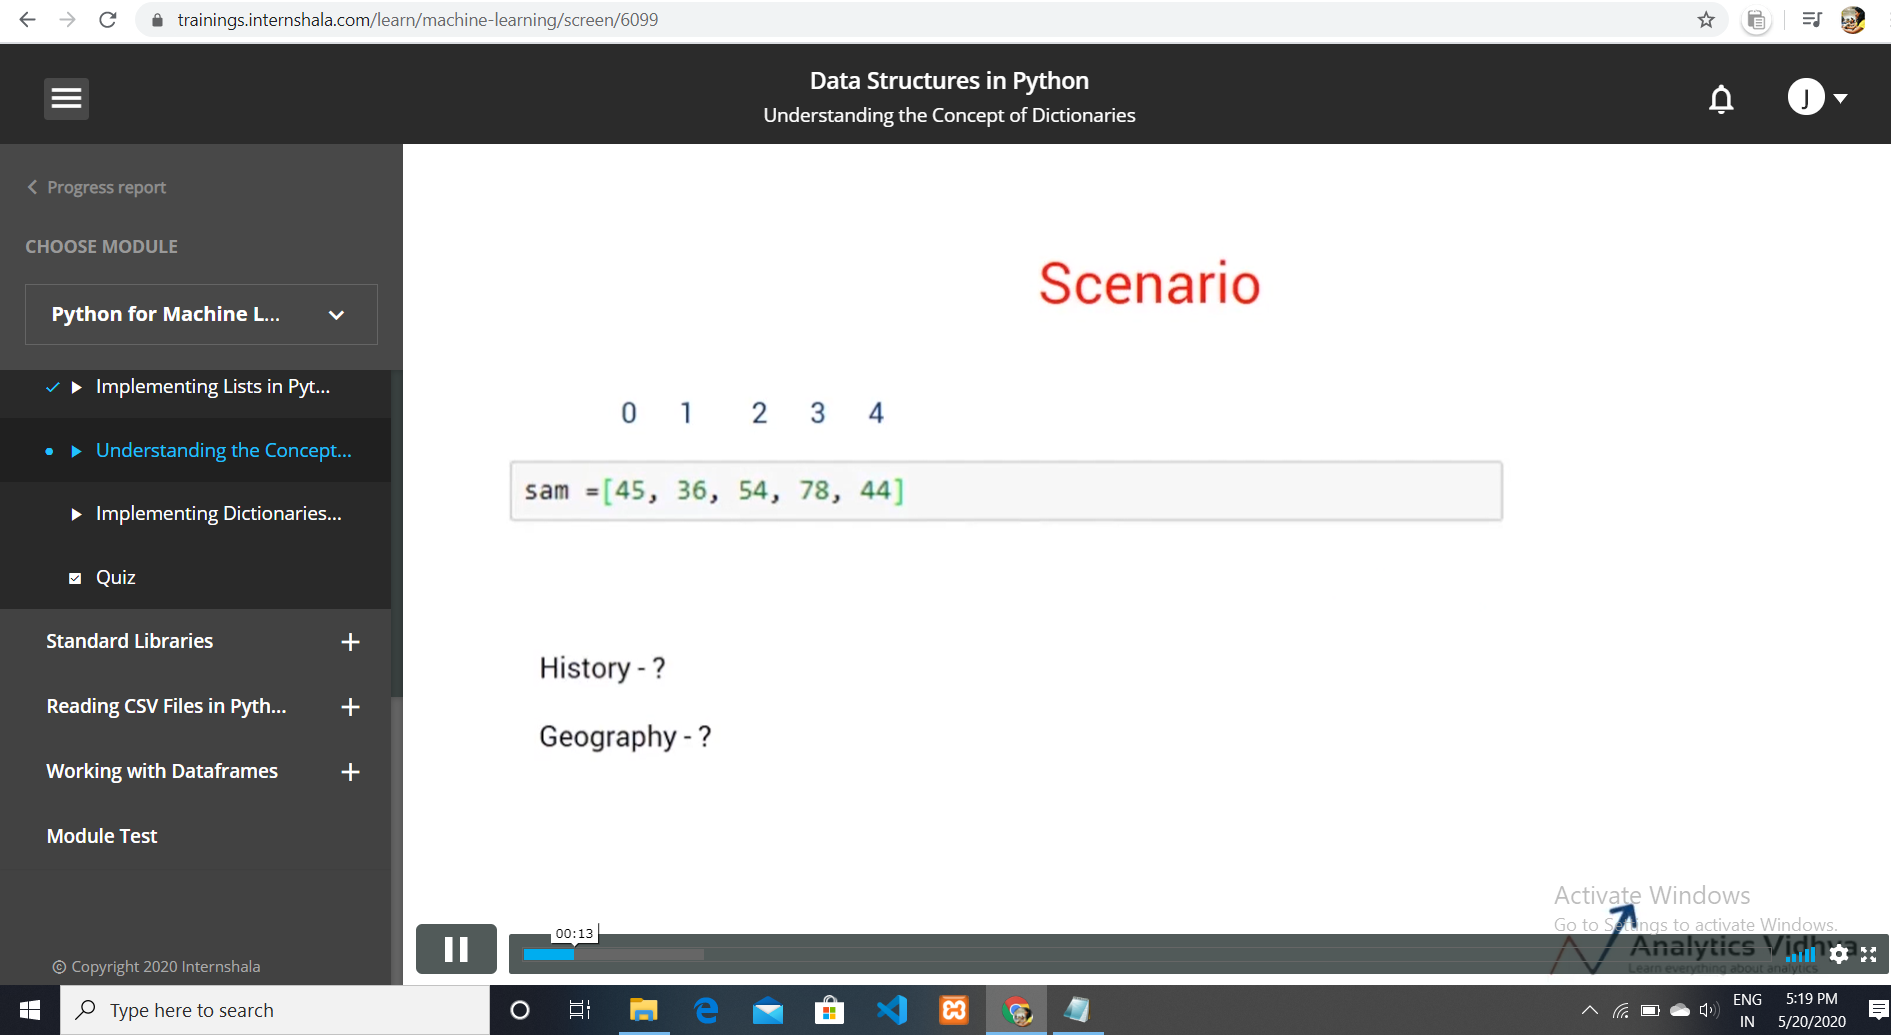 trainings.internshala.com/learn/machine-learning/screen/6099
Data Structures in Python
Understanding the Concept of Dictionaries
J
Progress report
CHOOSE MODULE
Python for Machine L...
Implementing Lists in Pyt...
Understanding the Concept...
Implementing Dictionaries...
Quiz
Standard Libraries
Reading CSV Files in Pyth...
Working with Dataframes
Module Test
© Copyright 2020 Internshala
Scenario
0 1 2 3 4
sam =[45, 36, 54, 78, 44]
History - ?
Geography - ?
Activate Windows
Go to Settings to activate Windows.
Analytics Vidhya
Learn everything about analytics
00:13
Type here to search
ENG
IN
5:19 PM
5/20/2020